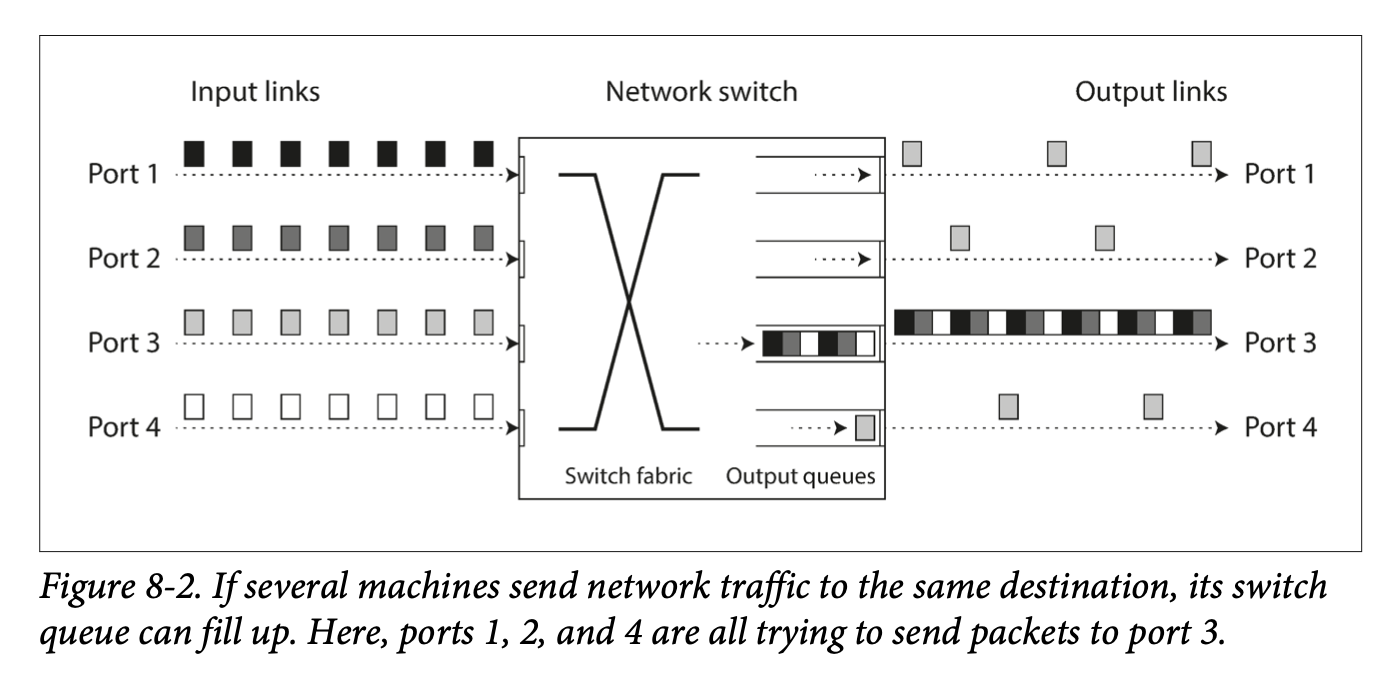 Input links
Network switch
Output links
Port 1
Port 1
Port 2
Port 2
Port 3
Port 3
Port 4
Port 4
Switch fabric
Output queues
Figure 8-2. If several machines send network traffic to the same destination, its switch
queue can fill up. Here, ports 1, 2, and 4 are all trying to send packets to port 3.